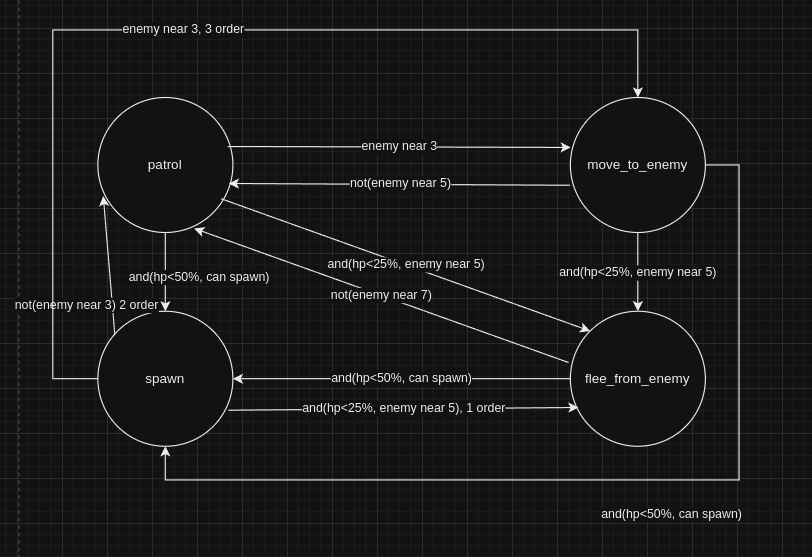 enemy near 3, 3 order
enemy near 3
patrol
move_to_enemy
not(enemy near 5)
and(hp<25%, enemy near 5)
and(hp<25%, enemy near 5)
and(hp<50%, can spawn)
not(enemy near 7)
not(enemy near 3) 2 order
spawn
and(hp<50%, can spawn)
flee_from_enemy
and(hp<25%, enemy near 5), 1 order
and(hp<50%, can spawn)